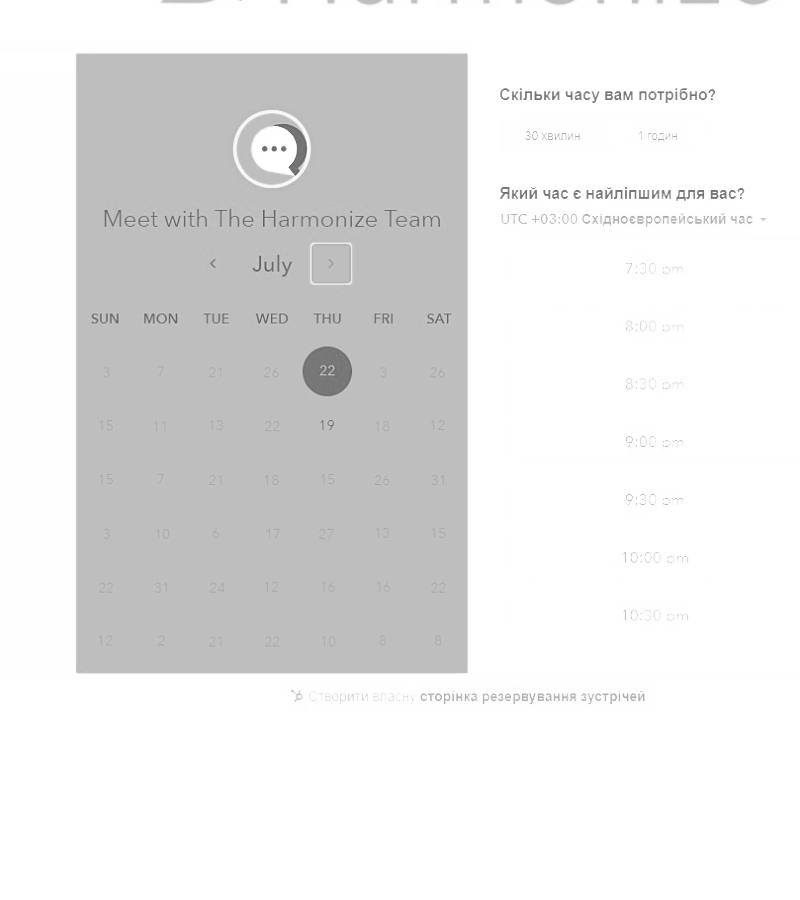 Harmonize
Meet with The Harmonize Team
July
SUN MON TUE WED THU FRI SAT
3 7 21 26 22 3 26
15 11 13 22 19 18 12
15 7 21 18 15 26 31
3 10 6 17 27 13 15
22 31 24 12 16 16 22
12 2 21 22 10 8 8
Скільки часу вам потрібно?
30 хвилин 1 годин
Який час є найліпшим для вас?
UTC +03:00 Східноєвропейський час
7:30 pm
8:00 pm
8:30 pm
9:00 pm
9:30 pm
10:00 pm
10:30 pm
Створити власну сторінка резервування зустрічей